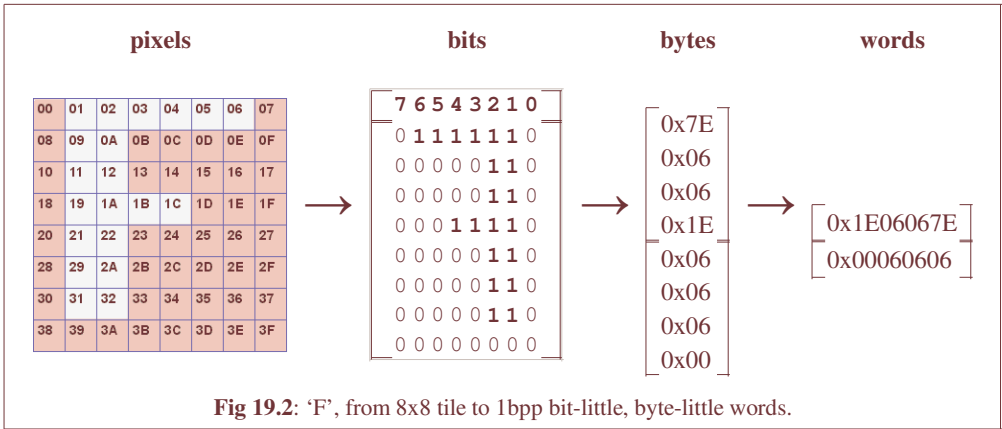 pixels bits bytes words
00 01 02 03 04 05 06 07
08 09 0A 0B 0C 0D 0E 0F
10 11 12 13 14 15 16 17
18 19 1A 1B 1C 1D 1E 1F
20 21 22 23 24 25 26 27
28 29 2A 2B 2C 2D 2E 2F
30 31 32 33 34 35 36 37
38 39 3A 3B 3C 3D 3E 3F
→
7 6 5 4 3 2 1 0
0 1 1 1 1 1 1 0
0 0 0 0 0 1 1 0
0 0 0 0 0 1 1 0
0 0 0 1 1 1 1 0
0 0 0 0 0 1 1 0
0 0 0 0 0 1 1 0
0 0 0 0 0 1 1 0
0 0 0 0 0 0 0 0
→
0x7E
0x06
0x06
0x1E
0x06
0x06
0x06
0x00
→
0x1E06067E
0x00060606
Fig 19.2: ‘F’, from 8x8 tile to 1bpp bit-little, byte-little words.